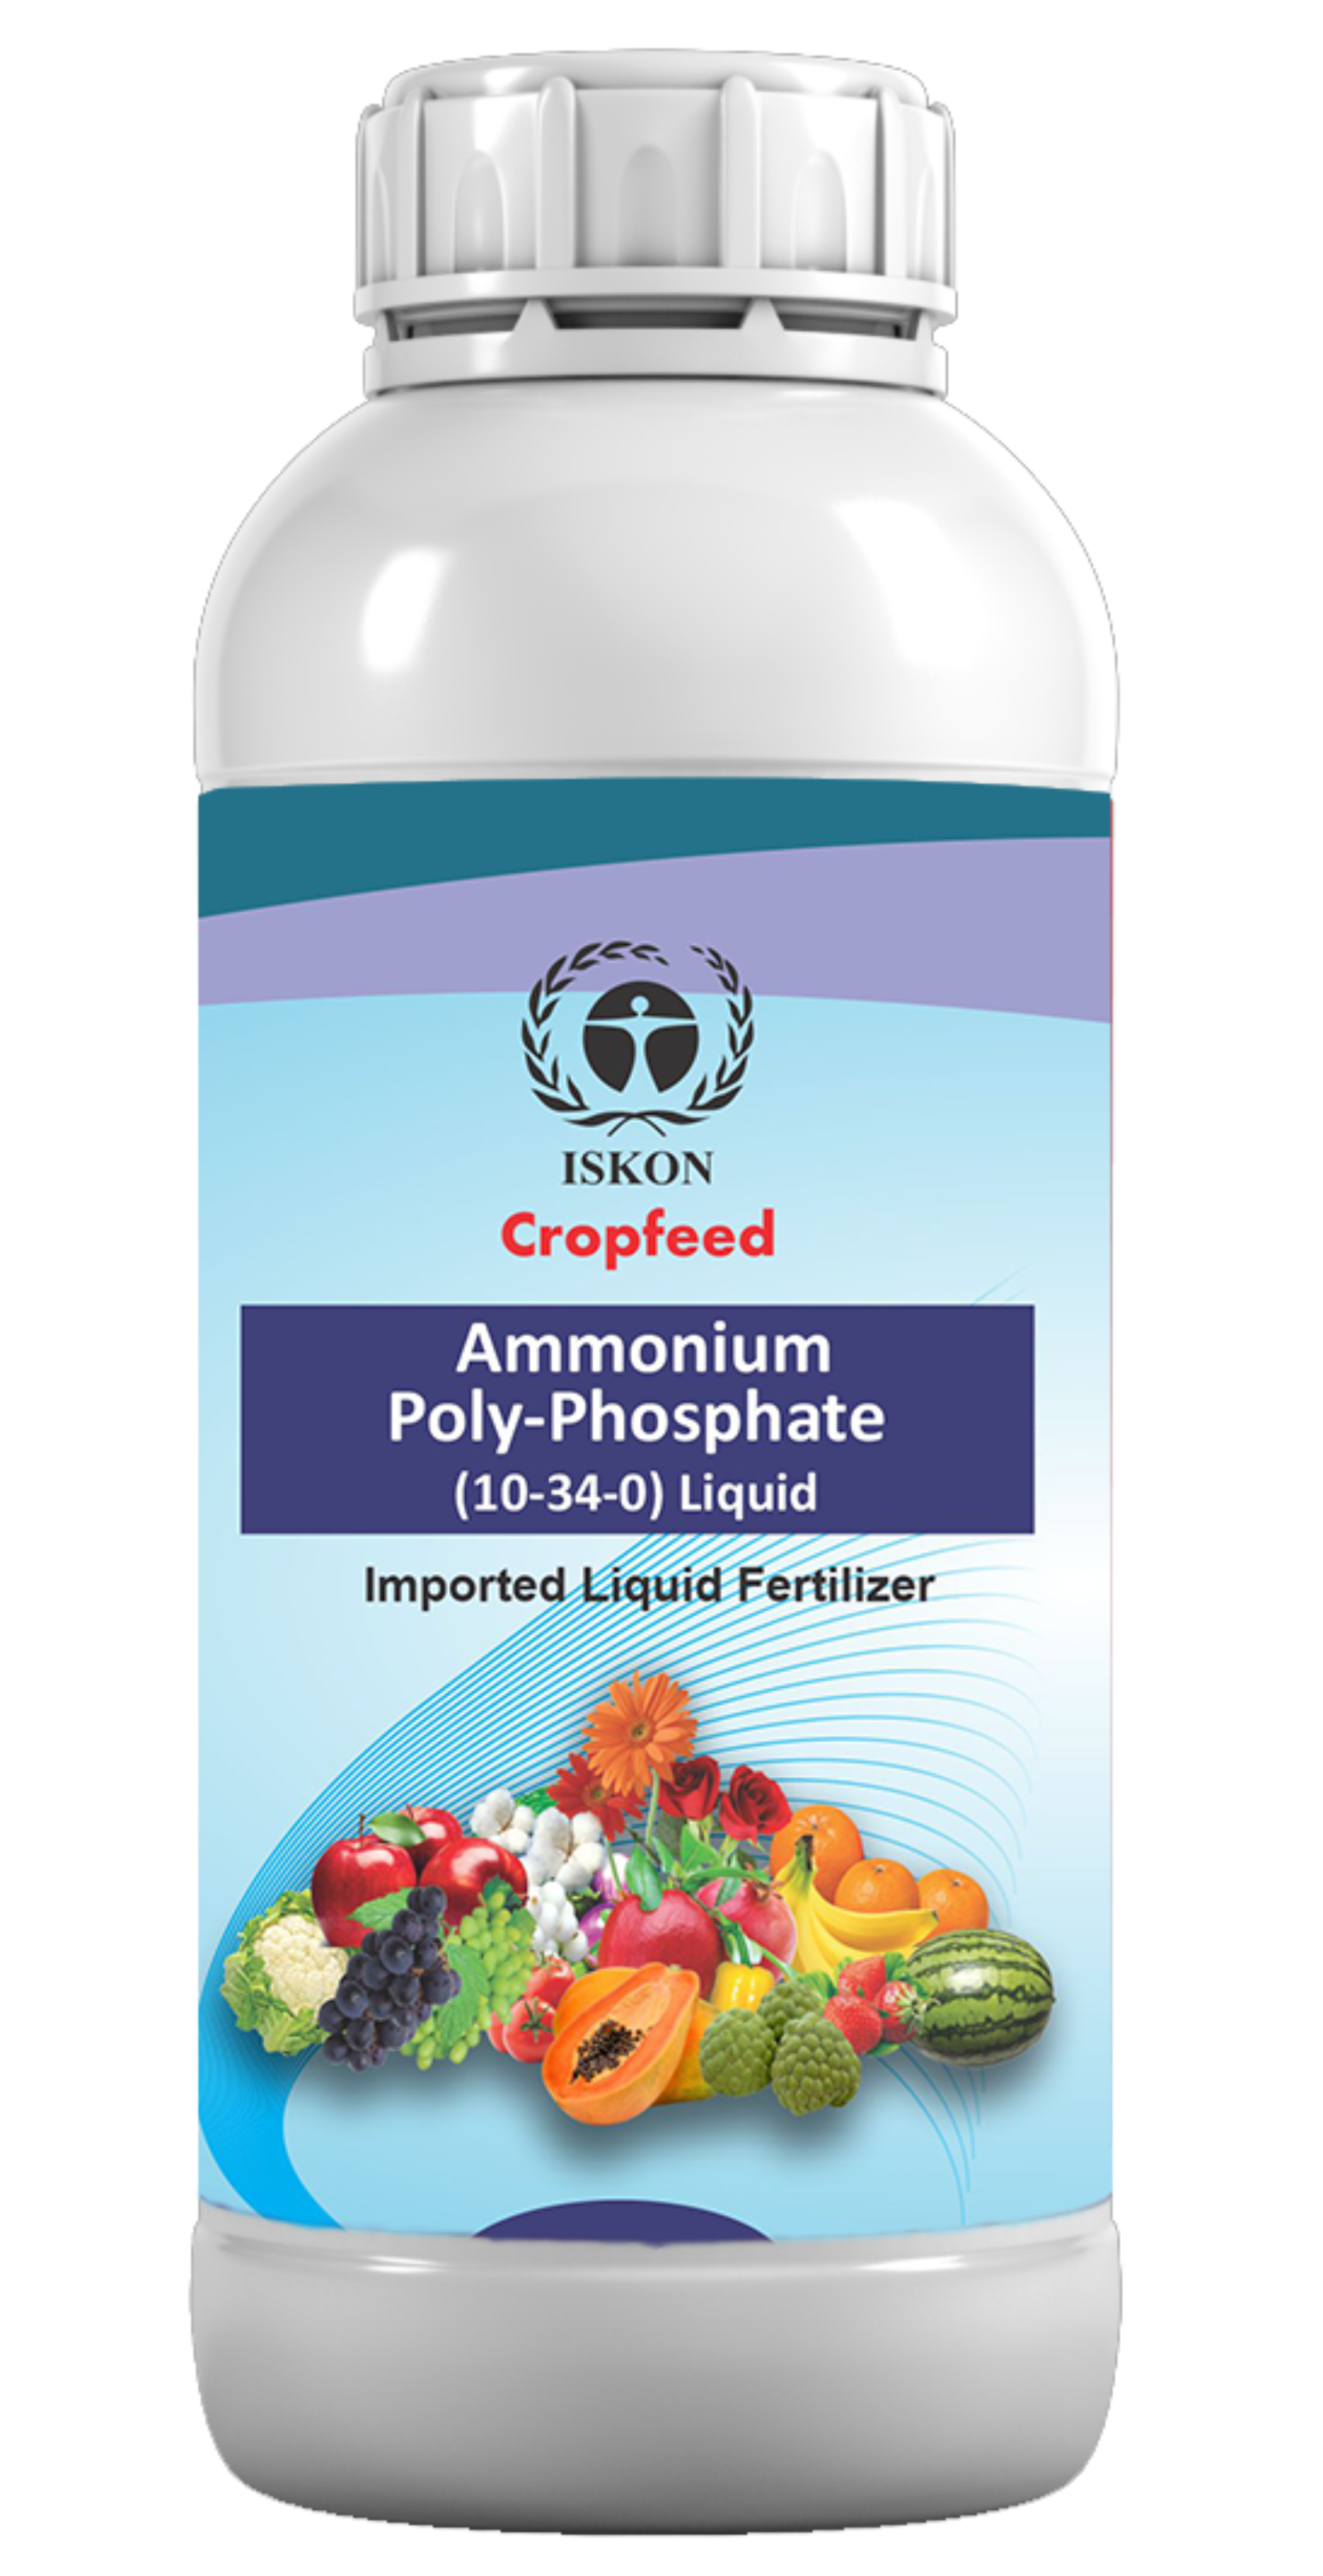 ISKON
Cropfeed
Ammonium
Poly-Phosphate
(10-34-0) Liquid
Imported Liquid Fertilizer